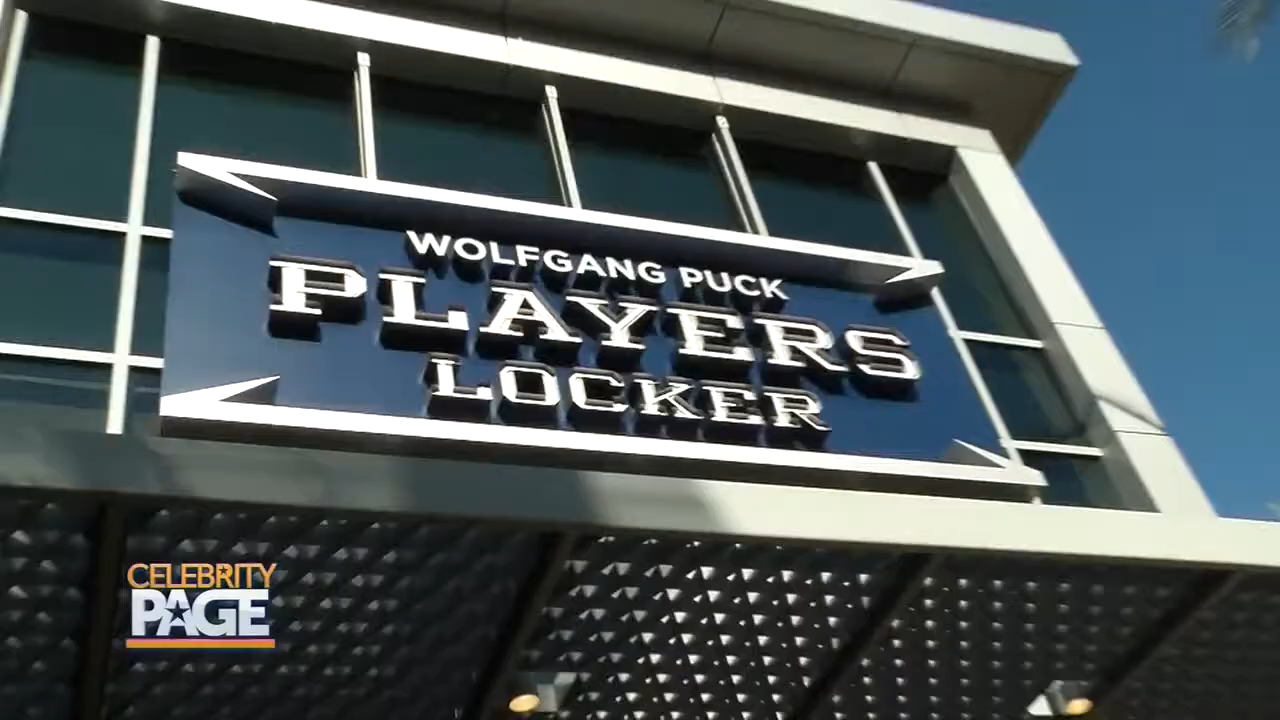 WOLFGANG PUCK
PLAYERS
LOCKER
CELEBRITY
PAGE